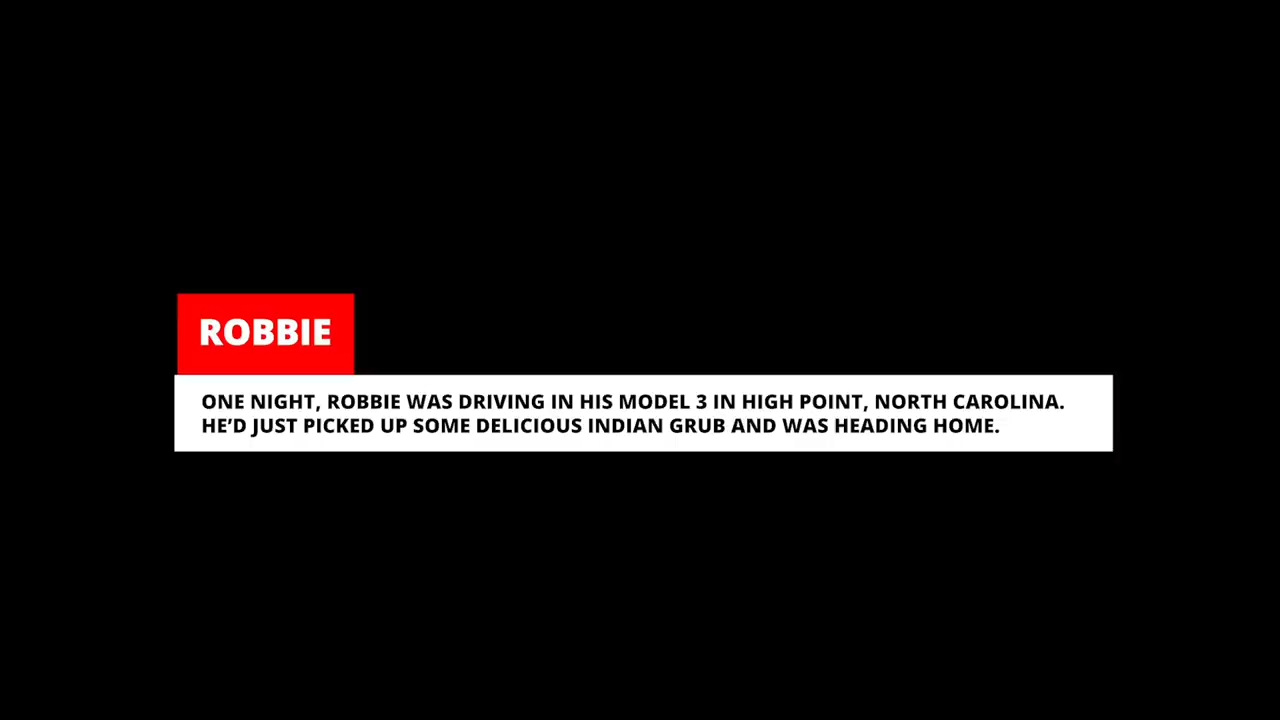 ROBBIE
ONE NIGHT, ROBBIE WAS DRIVING IN HIS MODEL 3 IN HIGH POINT, NORTH CAROLINA.
HE’D JUST PICKED UP SOME DELICIOUS INDIAN GRUB AND WAS HEADING HOME.